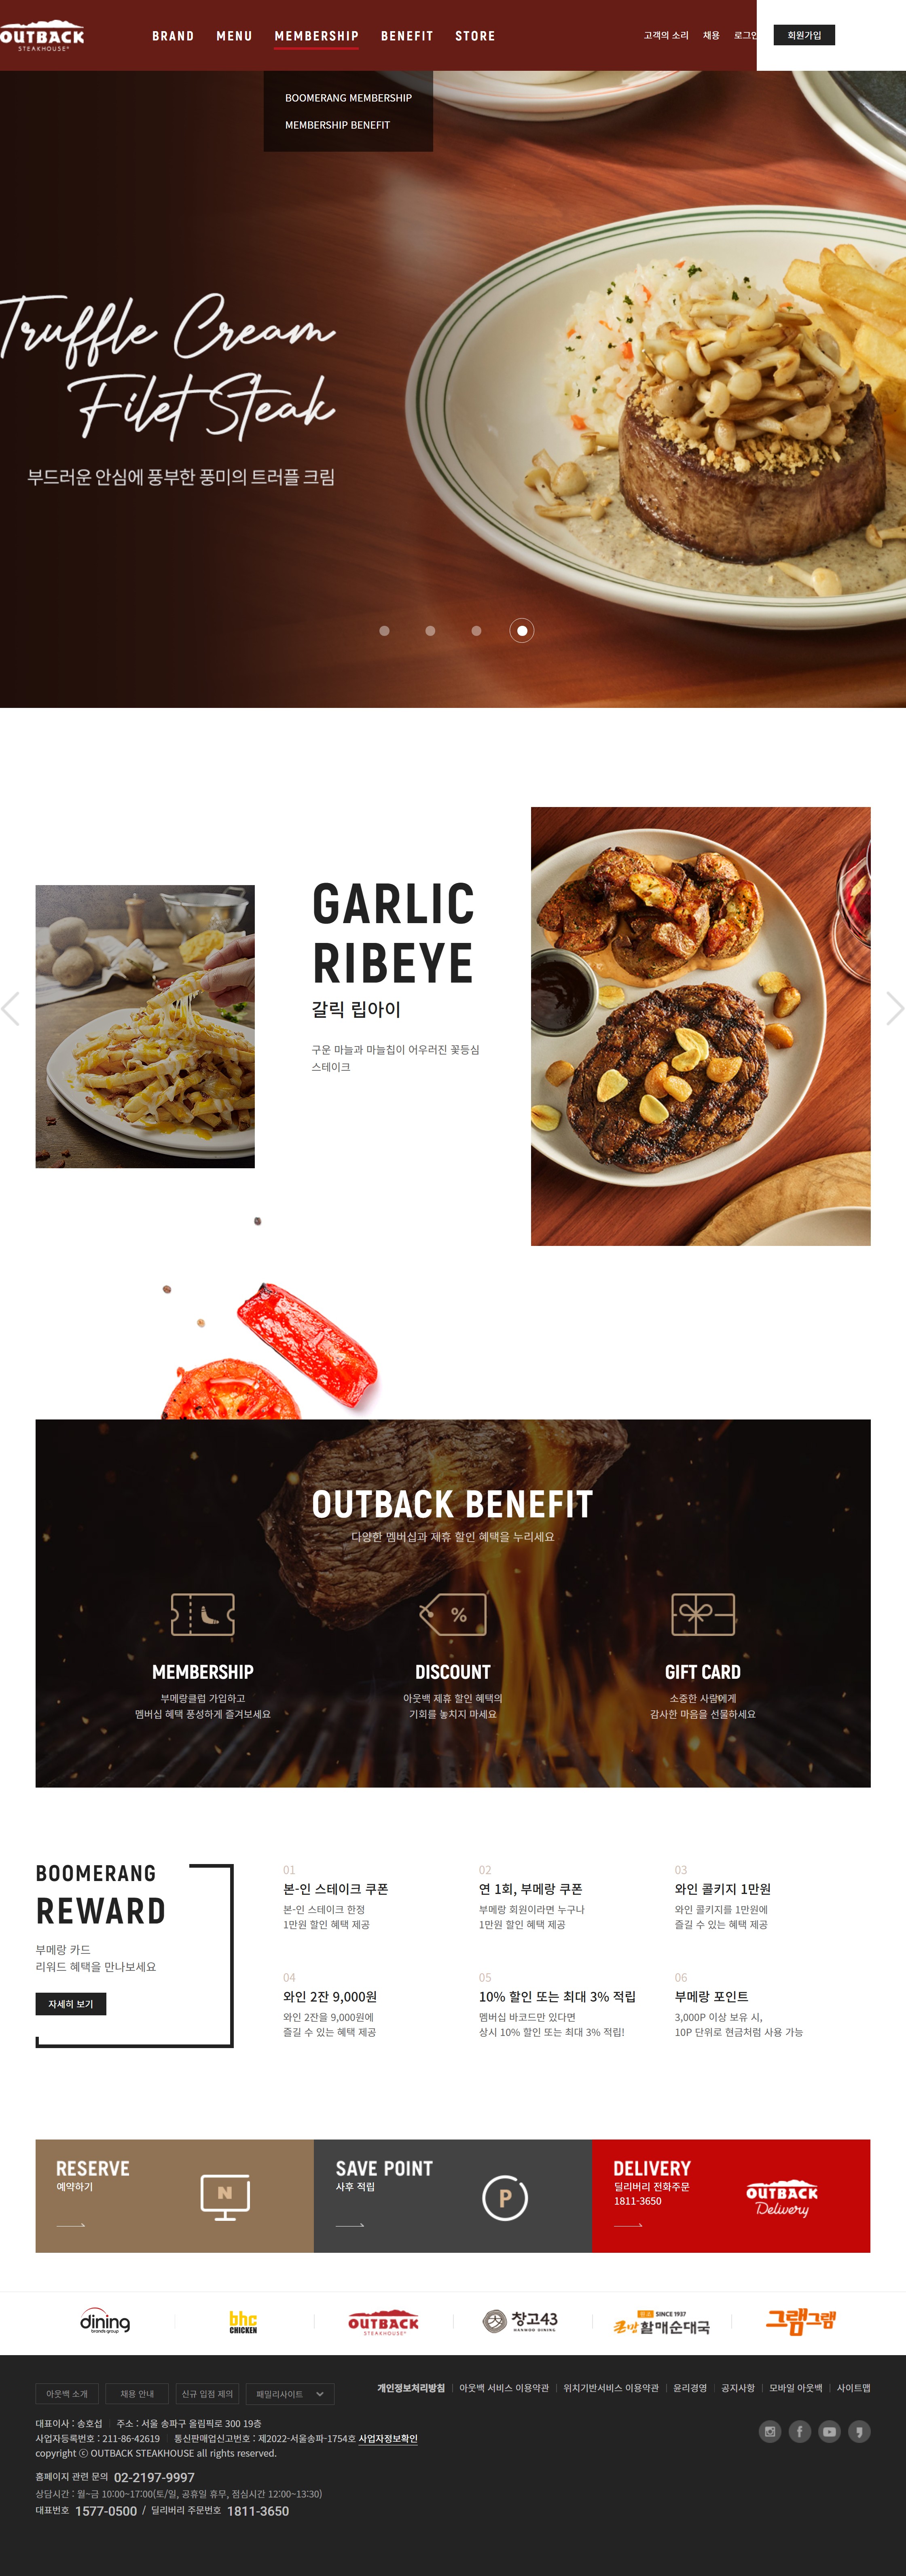 OUTBACK
STEAKHOUSE
BRAND MENU MEMBERSHIP BENEFIT STORE
고객의 소리 채용 로그인 회원가입
BOOMERANG MEMBERSHIP
MEMBERSHIP BENEFIT
Truffle Cream
Filet Steak
부드러운 안심에 풍부한 풍미의 트러플 크림
GARLIC
RIBEYE
갈릭 립아이
구운 마늘과 마늘칩이 어우러진 꽃등심
스테이크
OUTBACK BENEFIT
다양한 멤버십과 제휴 할인 혜택을 누리세요
%
MEMBERSHIP
부메랑클럽 가입하고
멤버십 혜택 풍성하게 즐겨보세요
DISCOUNT
아웃백 제휴 할인 혜택의
기회를 놓치지 마세요
GIFT CARD
소중한 사람에게
감사한 마음을 선물하세요
BOOMERANG
REWARD
부메랑 카드
리워드 혜택을 만나보세요
자세히 보기
01
본-인 스테이크 쿠폰
본-인 스테이크 한정
1만원 할인 혜택 제공
02
연 1회, 부메랑 쿠폰
부메랑 회원이라면 누구나
1만원 할인 혜택 제공
03
와인 콜키지 1만원
와인 콜키지를 1만원에
즐길 수 있는 혜택 제공
04
와인 2잔 9,000원
와인 2잔을 9,000원에
즐길 수 있는 혜택 제공
05
10% 할인 또는 최대 3% 적립
멤버십 바코드만 있다면
상시 10% 할인 또는 최대 3% 적립!
06
부메랑 포인트
3,000P 이상 보유 시,
10P 단위로 현금처럼 사용 가능
RESERVE
예약하기
N
SAVE POINT
사후 적립
P
DELIVERY
딜리버리 전화주문
1811-3650
OUTBACK
Delivery
dining
brands group
bhc
CHICKEN
OUTBACK
STEAKHOUSE
창고43
HANWOO DINING
SINCE 1937
큰맘할매순대국
그램그램
아웃백 소개 채용 안내 신규 입점 제의 패밀리사이트
개인정보처리방침 아웃백 서비스 이용약관 위치기반서비스 이용약관 윤리경영 공지사항 모바일 아웃백 사이트맵
대표이사 : 송호섭 주소 : 서울 송파구 올림픽로 300 19층
사업자등록번호 : 211-86-42619 통신판매업신고번호 : 제2022-서울송파-1754호 사업자정보확인
copyright ⓒ OUTBACK STEAKHOUSE all rights reserved.
홈페이지 관련 문의 02-2197-9997
상담시간 : 월~금 10:00~17:00(토/일, 공휴일 휴무, 점심시간 12:00~13:30)
대표번호 1577-0500 / 딜리버리 주문번호 1811-3650